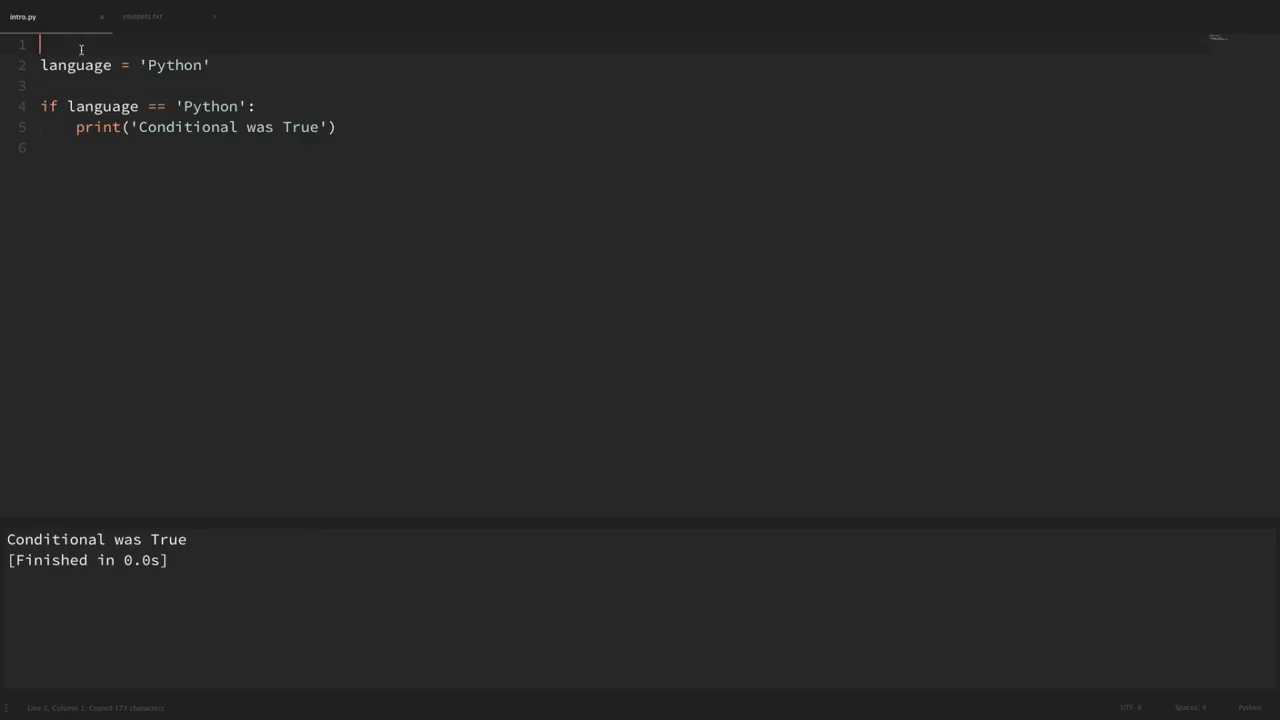 intro.py × snippets.txt ×
1
2 language = 'Python'
3
4 if language == 'Python':
5     print('Conditional was True')
6
Conditional was True
[Finished in 0.0s]
Line 1, Column 1; Copied 173 characters UTF-8 Spaces: 4 Python